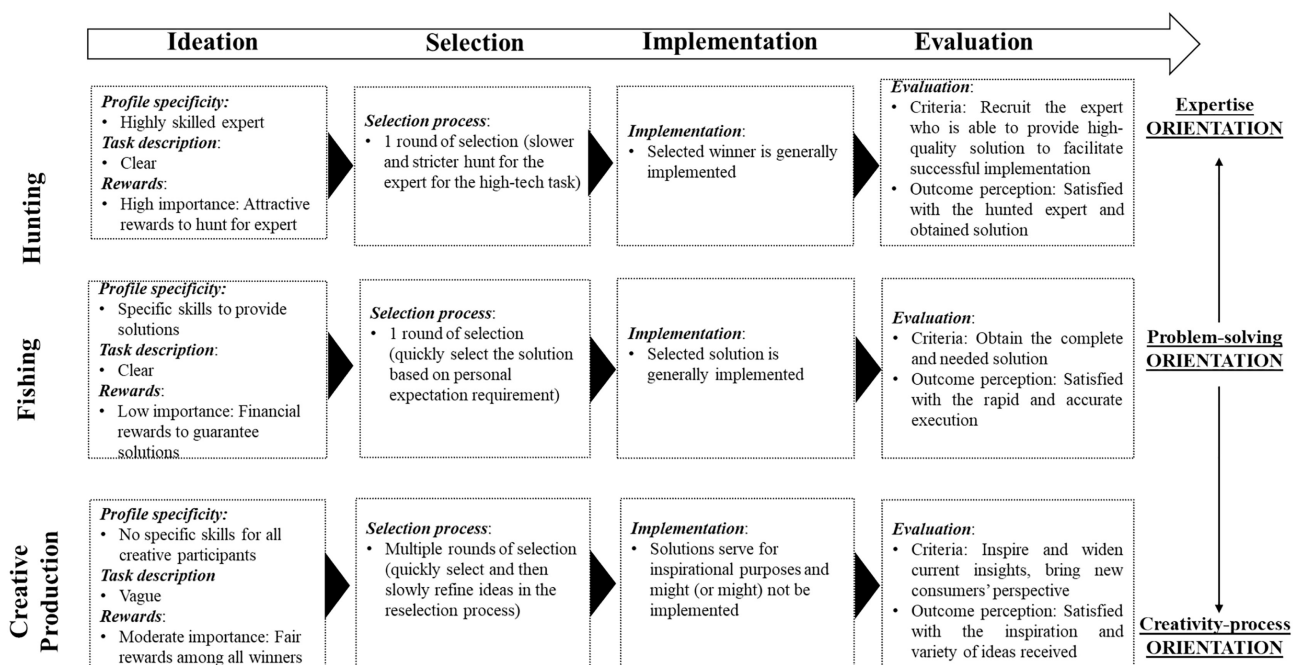 Ideation
Selection
Implementation
Evaluation
Hunting
Profile specificity:
• Highly skilled expert
Task description:
• Clear
Rewards:
• High importance: Attractive
rewards to hunt for expert
Selection process:
• 1 round of selection (slower
and stricter hunt for the
expert for the high-tech task)
Implementation:
• Selected winner is generally
implemented
Evaluation:
• Criteria: Recruit the expert
who is able to provide high-
quality solution to facilitate
successful implementation
• Outcome perception: Satisfied
with the hunted expert and
obtained solution
Expertise
ORIENTATION
Fishing
Profile specificity:
• Specific skills to provide
solutions
Task description:
• Clear
Rewards:
• Low importance: Financial
rewards to guarantee
solutions
Selection process:
• 1 round of selection
(quickly select the solution
based on personal
expectation requirement)
Implementation:
• Selected solution is
generally implemented
Evaluation:
• Criteria: Obtain the complete
and needed solution
• Outcome perception: Satisfied
with the rapid and accurate
execution
Problem-solving
ORIENTATION
Creative
Production
Profile specificity:
• No specific skills for all
creative participants
Task description
• Vague
Rewards:
• Moderate importance: Fair
rewards among all winners
Selection process:
• Multiple rounds of selection
(quickly select and then
slowly refine ideas in the
reselection process)
Implementation:
• Solutions serve for
inspirational purposes and
might (or might) not be
implemented
Evaluation:
• Criteria: Inspire and widen
current insights, bring new
consumers' perspective
• Outcome perception: Satisfied
with the inspiration and
variety of ideas received
Creativity-process
ORIENTATION